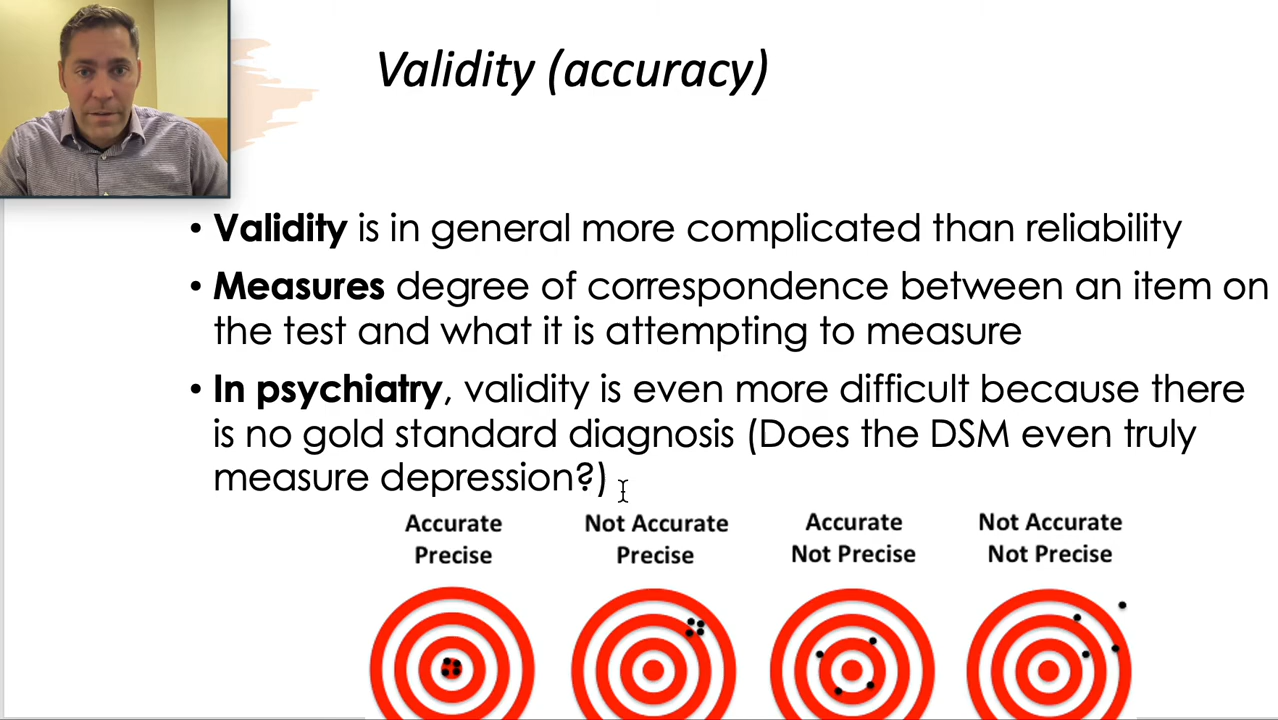 Validity (accuracy)
• Validity is in general more complicated than reliability
• Measures degree of correspondence between an item on
the test and what it is attempting to measure
• In psychiatry, validity is even more difficult because there
is no gold standard diagnosis (Does the DSM even truly
measure depression?)
Accurate
Precise
Not Accurate
Precise
Accurate
Not Precise
Not Accurate
Not Precise